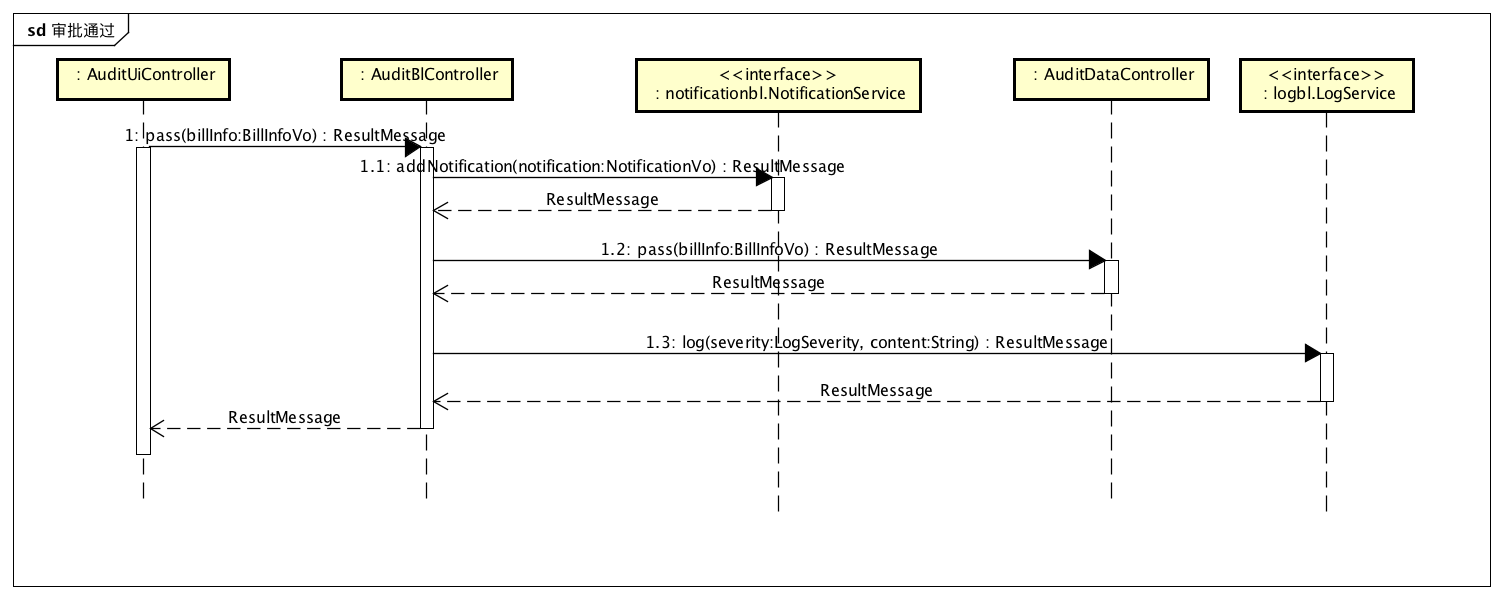 sd 审批通过
: AuditUiController
: AuditBlController
<<interface>>
: notificationbl.NotificationService
: AuditDataController
<<interface>>
: logbl.LogService
1: pass(billInfo:BillInfoVo) : ResultMessage
1.1: addNotification(notification:NotificationVo) : ResultMessage
ResultMessage
1.2: pass(billInfo:BillInfoVo) : ResultMessage
ResultMessage
1.3: log(severity:LogSeverity, content:String) : ResultMessage
ResultMessage
ResultMessage